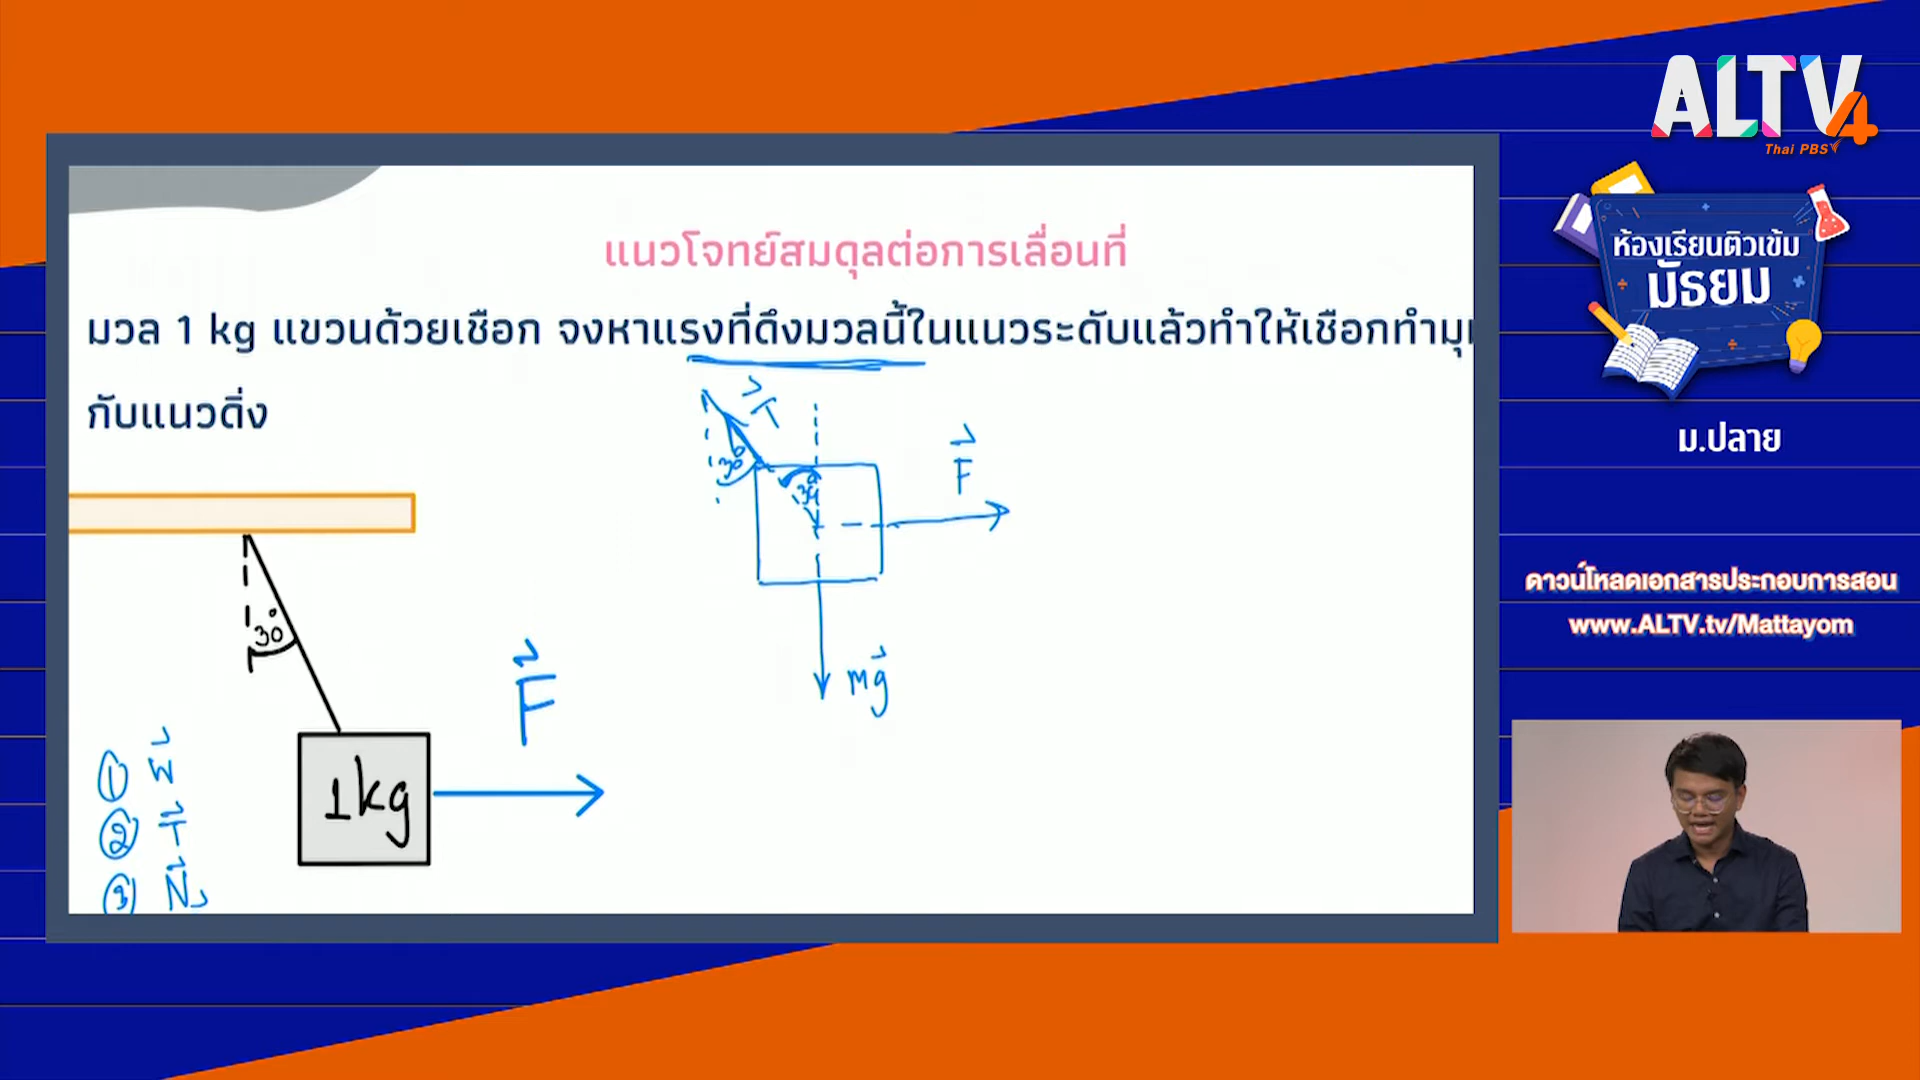 ALTV4
Thai PBS
ห้องเรียนติวเข้ม
มัธยม
ม.ปลาย
ดาวน์โหลดเอกสารประกอบการสอน
www.ALTV.tv/Mattayom
แนวโจทย์สมดุลต่อการเลื่อนที่
มวล 1 kg แขวนด้วยเชือก จงหาแรงที่ดึงมวลนี้ในแนวระดับแล้วทำให้เชือกทำมุม
กับแนวดิ่ง
T
30°
30°
F
mg
30°
F
1kg
①
② T
③